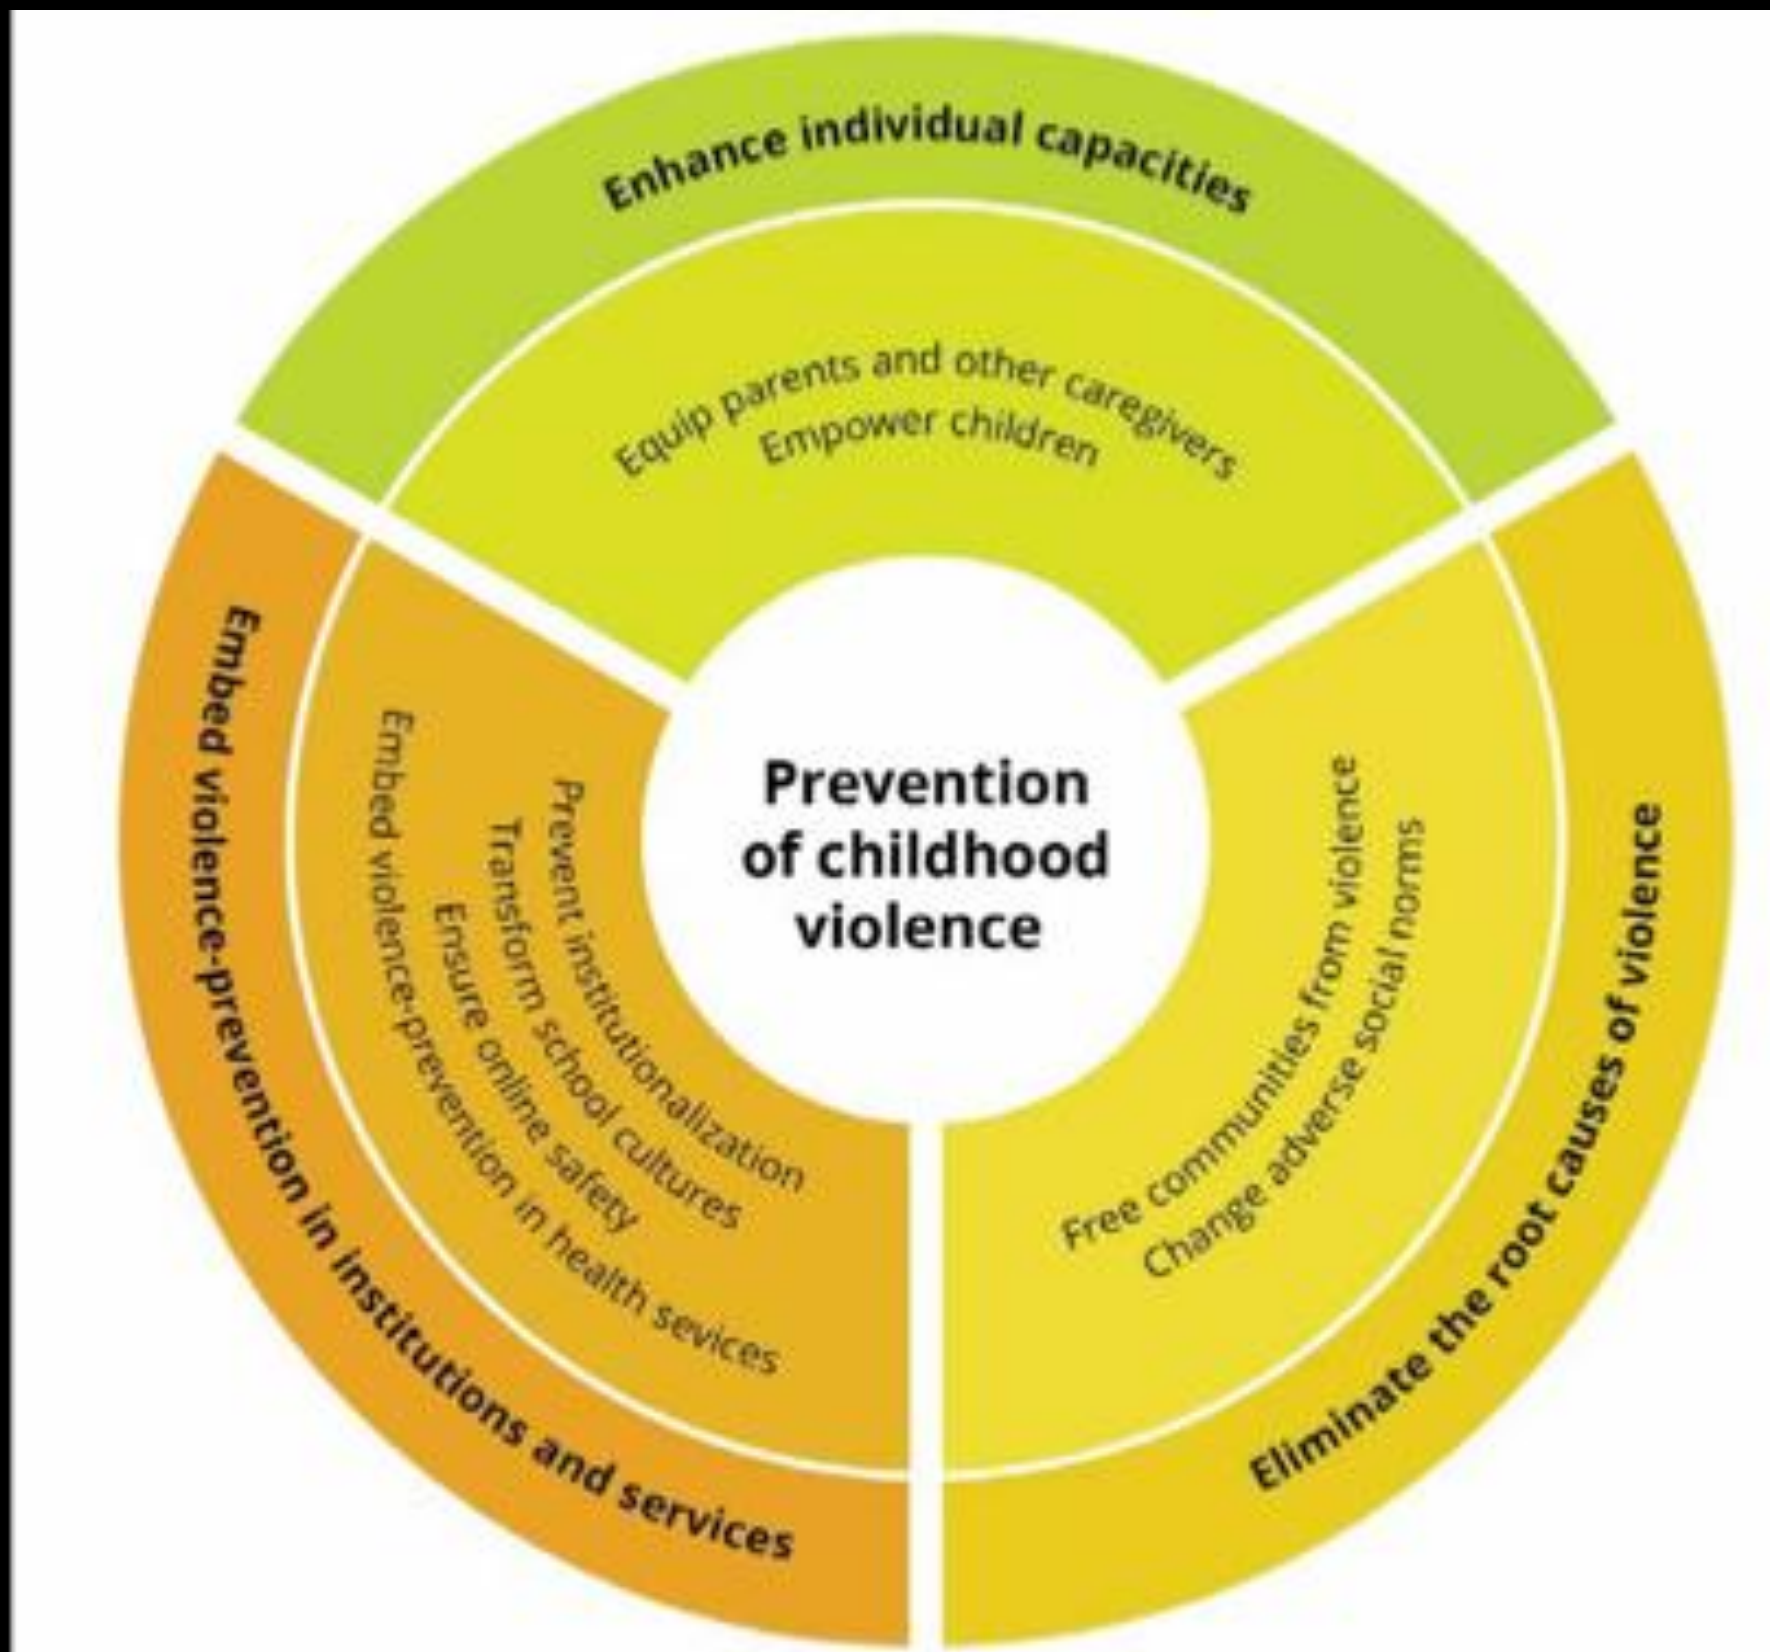 Enhance individual capacities
Equip parents and other caregivers
Empower children
Prevention
of childhood
violence
Embed violence-prevention in institutions and services
Prevent institutionalization
Transform school cultures
Ensure online safety
Embed violence-prevention in health sevices
Free communities from violence
Change adverse social norms
Eliminate the root causes of violence